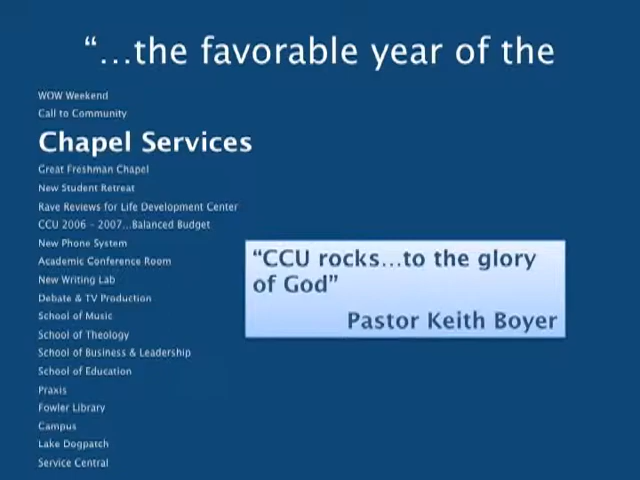 “...the favorable year of the
WOW Weekend
Call to Community
Chapel Services
Great Freshman Chapel
New Student Retreat
Rave Reviews for Life Development Center
CCU 2006 - 2007...Balanced Budget
New Phone System
Academic Conference Room
New Writing Lab
Debate & TV Production
School of Music
School of Theology
School of Business & Leadership
School of Education
Praxis
Fowler Library
Campus
Lake Dogpatch
Service Central
“CCU rocks...to the glory
of God”
Pastor Keith Boyer